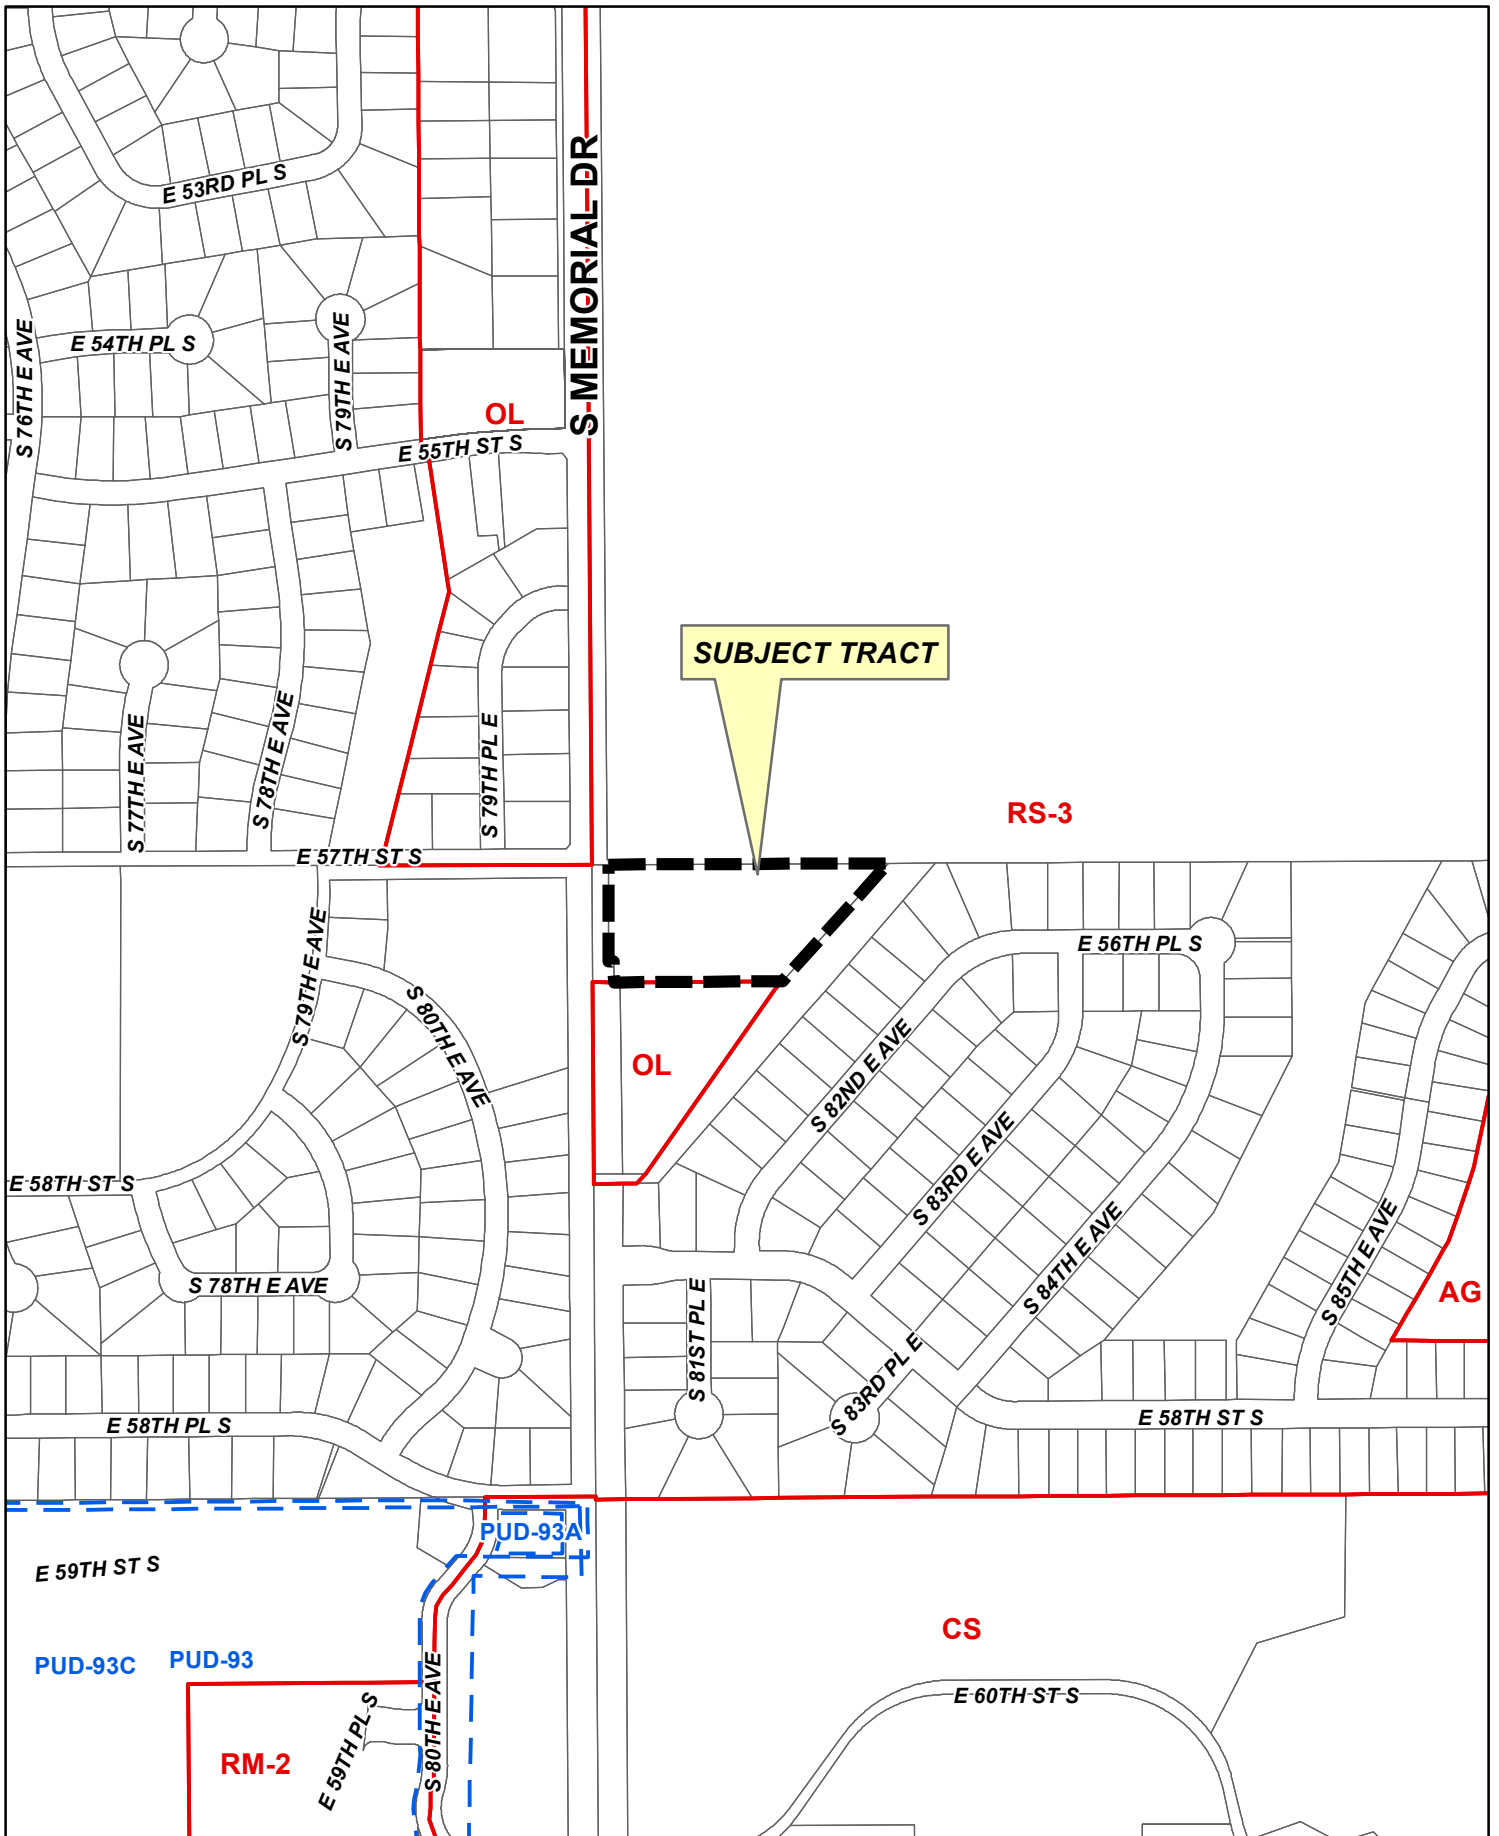 E 53RD PL S
S MEMORIAL DR
S 76TH E AVE
E 54TH PL S
S 79TH E AVE
OL
E 55TH ST S
SUBJECT TRACT
S 77TH E AVE
S 78TH E AVE
S 79TH PL E
RS-3
E 57TH ST S
S 79TH E AVE
S 80TH E AVE
E 56TH PL S
OL
S 82ND E AVE
S 83RD E AVE
E 58TH ST S
S 84TH E AVE
S 85TH E AVE
S 78TH E AVE
AG
S 81ST PL E
S 83RD PL E
E 58TH PL S
E 58TH ST S
PUD-93A
E 59TH ST S
CS
PUD-93C
PUD-93
E 60TH ST S
S 80TH E AVE
E 59TH PL S
RM-2